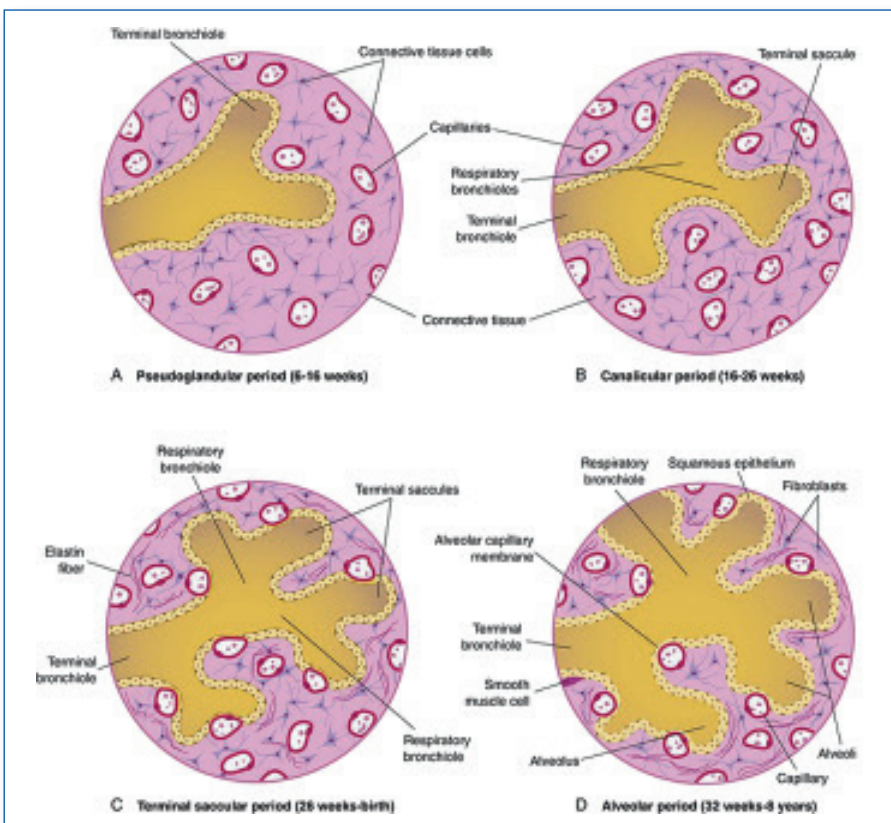 Terminal bronchiole
Connective tissue cells
Terminal saccule
Capillaries
Respiratory
bronchioles
Terminal
bronchiole
Connective tissue
A Pseudoglandular period (6-16 weeks)
B Canalicular period (16-26 weeks)
Respiratory
bronchiole
Terminal saccules
Elastin
fiber
Terminal
bronchiole
Respiratory
bronchiole
C Terminal saccular period (26 weeks-birth)
Respiratory
bronchiole
Squamous epithelium
Fibroblasts
Alveolar capillary
membrane
Terminal
bronchiole
Smooth
muscle cell
Alveolus
Capillary
Alveoli
D Alveolar period (32 weeks-8 years)